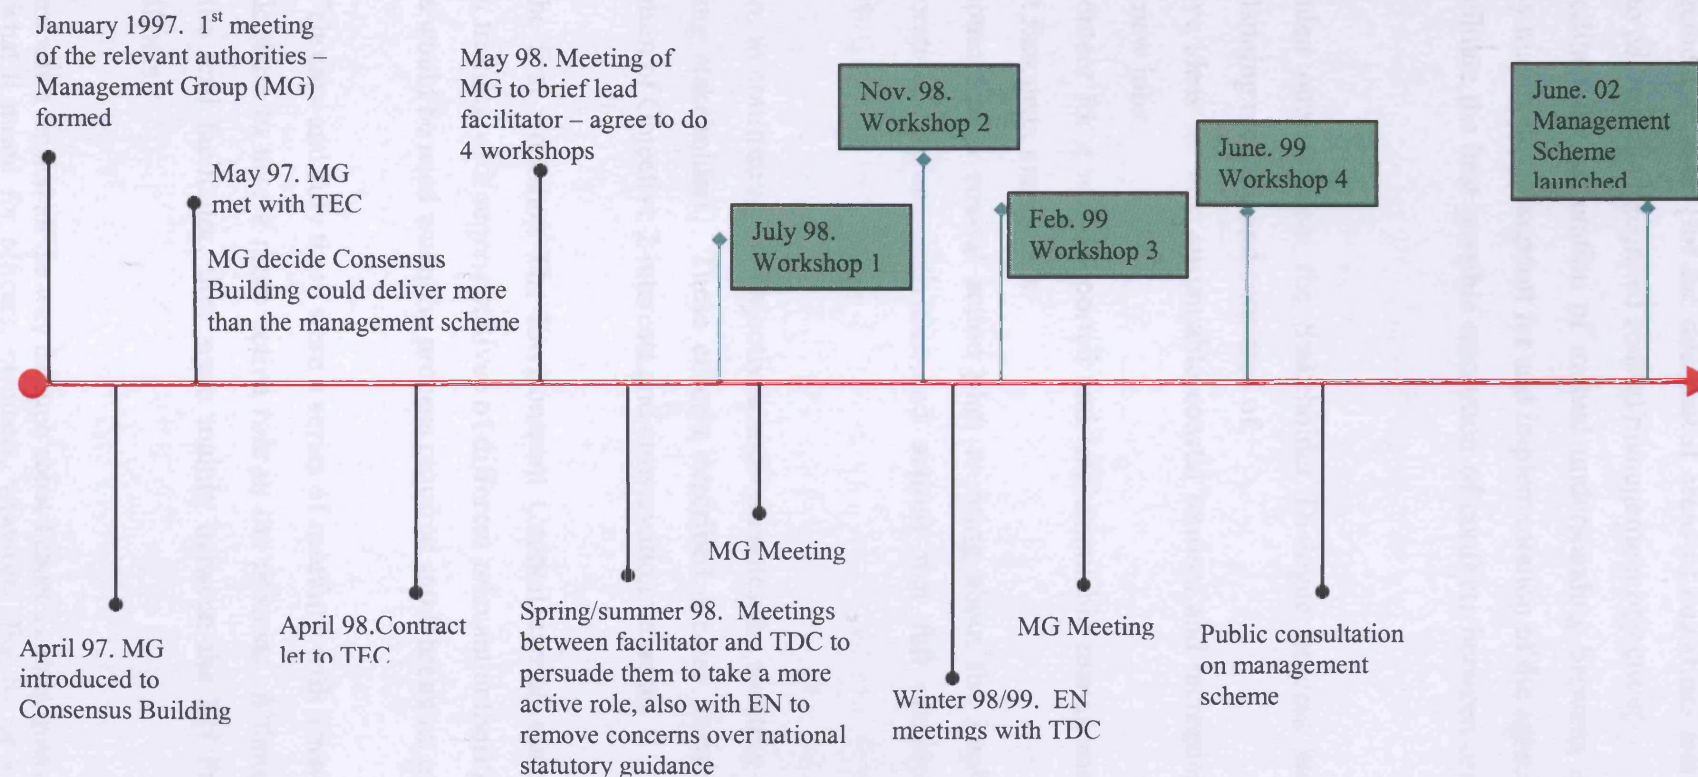 January 1997.  1st meeting
of the relevant authorities –
Management Group (MG)
formed
May 97. MG
met with TEC
MG decide Consensus
Building could deliver more
than the management scheme
May 98. Meeting of
MG to brief lead
facilitator – agree to do
4 workshops
July 98.
Workshop 1
Nov. 98.
Workshop 2
Feb. 99
Workshop 3
June. 99
Workshop 4
June. 02
Management
Scheme
launched
April 97. MG
introduced to
Consensus Building
April 98.Contract
let to TEC
Spring/summer 98.  Meetings
between facilitator and TDC to
persuade them to take a more
active role, also with EN to
remove concerns over national
statutory guidance
MG Meeting
Winter 98/99.  EN
meetings with TDC
MG Meeting
Public consultation
on management
scheme